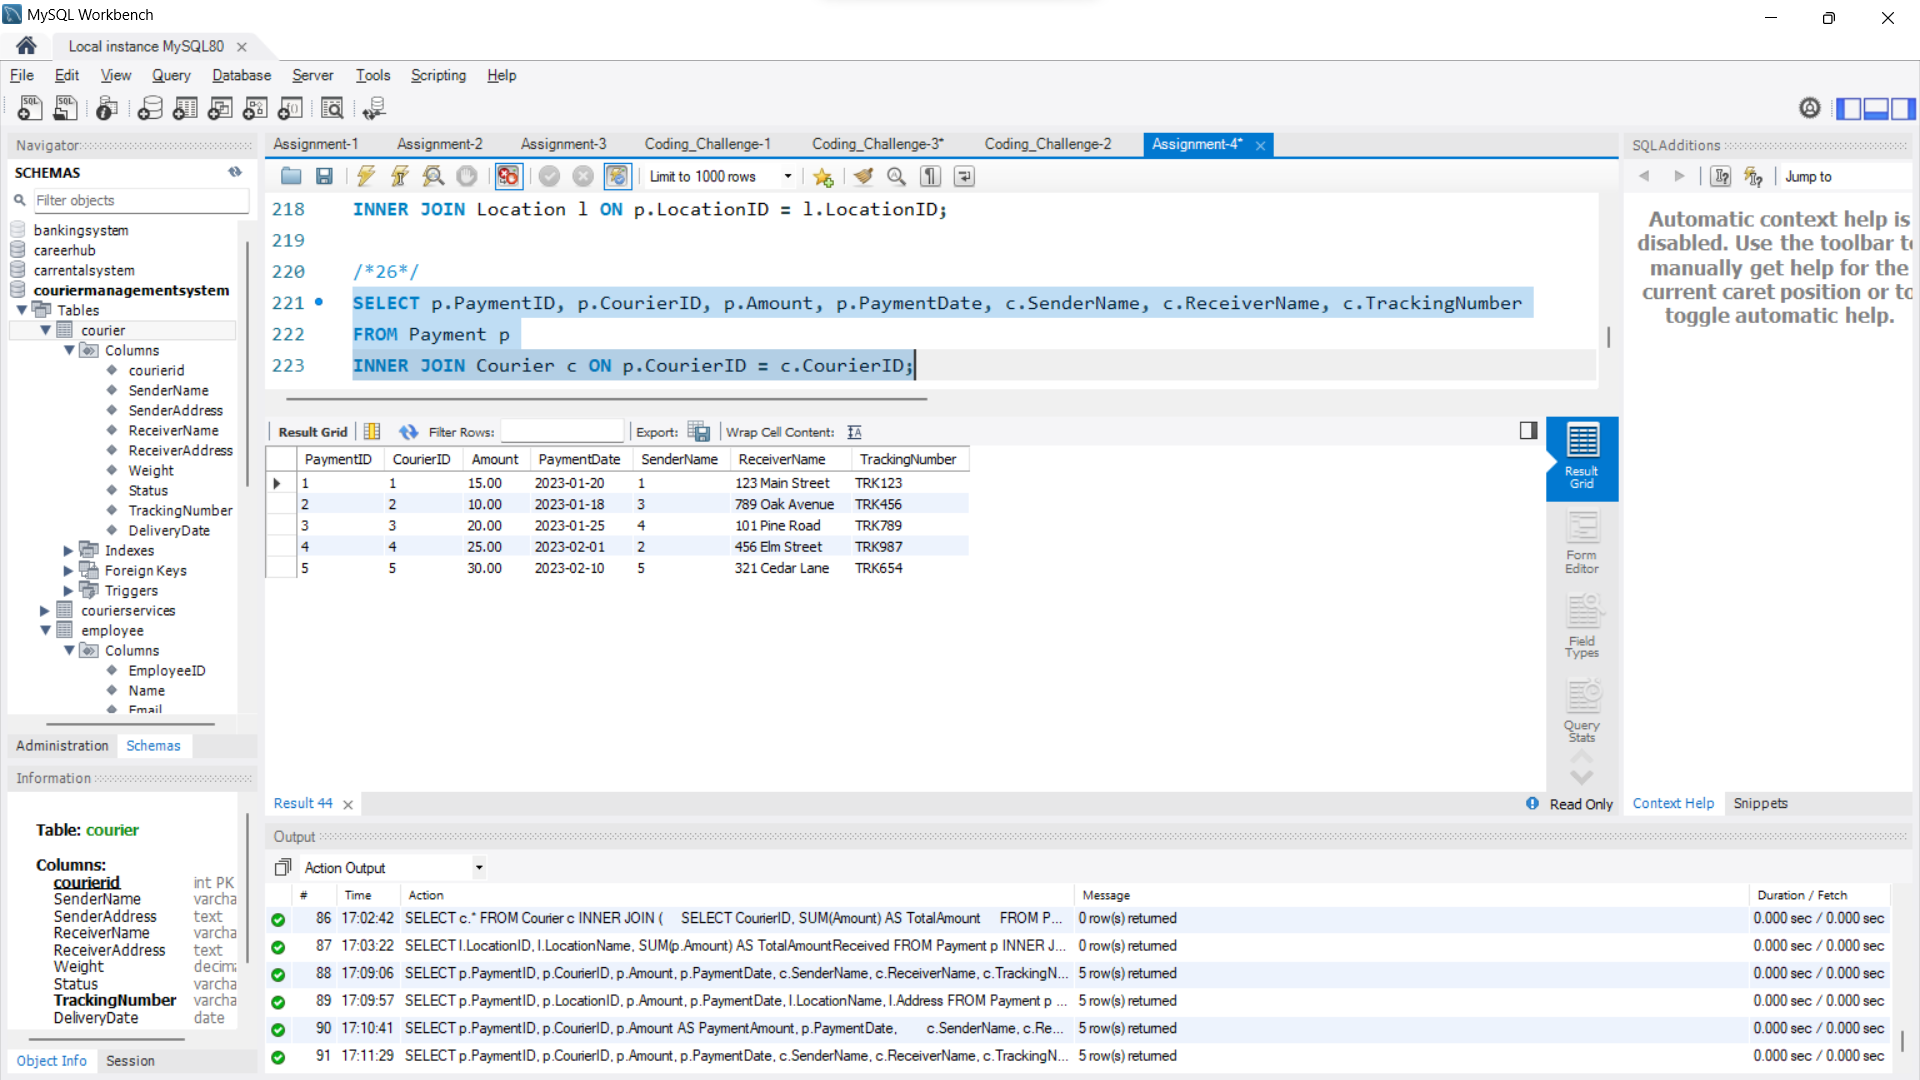 MySQL Workbench
Local instance MySQL80
File Edit View Query Database Server Tools Scripting Help
Navigator
SCHEMAS
Filter objects
bankingsystem
careerhub
carrentalsystem
couriermanagementsystem
Tables
courier
Columns
courierid
SenderName
SenderAddress
ReceiverName
ReceiverAddress
Weight
Status
TrackingNumber
DeliveryDate
Indexes
Foreign Keys
Triggers
courierservices
employee
Columns
EmployeeID
Name
Email
Administration Schemas
Information
Table: courier
Columns:
courierid int PK
SenderName varcha
SenderAddress text
ReceiverName varcha
ReceiverAddress text
Weight decim
Status varcha
TrackingNumber varcha
DeliveryDate date
Object Info Session
Assignment-1 Assignment-2 Assignment-3 Coding_Challenge-1 Coding_Challenge-3* Coding_Challenge-2 Assignment-4*
Limit to 1000 rows
218 INNER JOIN Location l ON p.LocationID = l.LocationID;
219
220 /*26*/
221 SELECT p.PaymentID, p.CourierID, p.Amount, p.PaymentDate, c.SenderName, c.ReceiverName, c.TrackingNumber
222 FROM Payment p
223 INNER JOIN Courier c ON p.CourierID = c.CourierID;
Result Grid Filter Rows: Export: Wrap Cell Content:
PaymentID CourierID Amount PaymentDate SenderName ReceiverName TrackingNumber
1 1 15.00 2023-01-20 1 123 Main Street TRK123
2 2 10.00 2023-01-18 3 789 Oak Avenue TRK456
3 3 20.00 2023-01-25 4 101 Pine Road TRK789
4 4 25.00 2023-02-01 2 456 Elm Street TRK987
5 5 30.00 2023-02-10 5 321 Cedar Lane TRK654
Result Grid
Form Editor
Field Types
Query Stats
Result 44
Read Only
SQLAdditions
Jump to
Automatic context help is
disabled. Use the toolbar to
manually get help for the
current caret position or to
toggle automatic help.
Context Help Snippets
Output
Action Output
# Time Action Message Duration / Fetch
86 17:02:42 SELECT c.* FROM Courier c INNER JOIN ( SELECT CourierID, SUM(Amount) AS TotalAmount FROM P... 0 row(s) returned 0.000 sec / 0.000 sec
87 17:03:22 SELECT l.LocationID, l.LocationName, SUM(p.Amount) AS TotalAmountReceived FROM Payment p INNER J... 0 row(s) returned 0.000 sec / 0.000 sec
88 17:09:06 SELECT p.PaymentID, p.CourierID, p.Amount, p.PaymentDate, c.SenderName, c.ReceiverName, c.TrackingN... 5 row(s) returned 0.000 sec / 0.000 sec
89 17:09:57 SELECT p.PaymentID, p.LocationID, p.Amount, p.PaymentDate, l.LocationName, l.Address FROM Payment p ... 5 row(s) returned 0.000 sec / 0.000 sec
90 17:10:41 SELECT p.PaymentID, p.CourierID, p.Amount AS PaymentAmount, p.PaymentDate, c.SenderName, c.Re... 5 row(s) returned 0.000 sec / 0.000 sec
91 17:11:29 SELECT p.PaymentID, p.CourierID, p.Amount, p.PaymentDate, c.SenderName, c.ReceiverName, c.TrackingN... 5 row(s) returned 0.000 sec / 0.000 sec